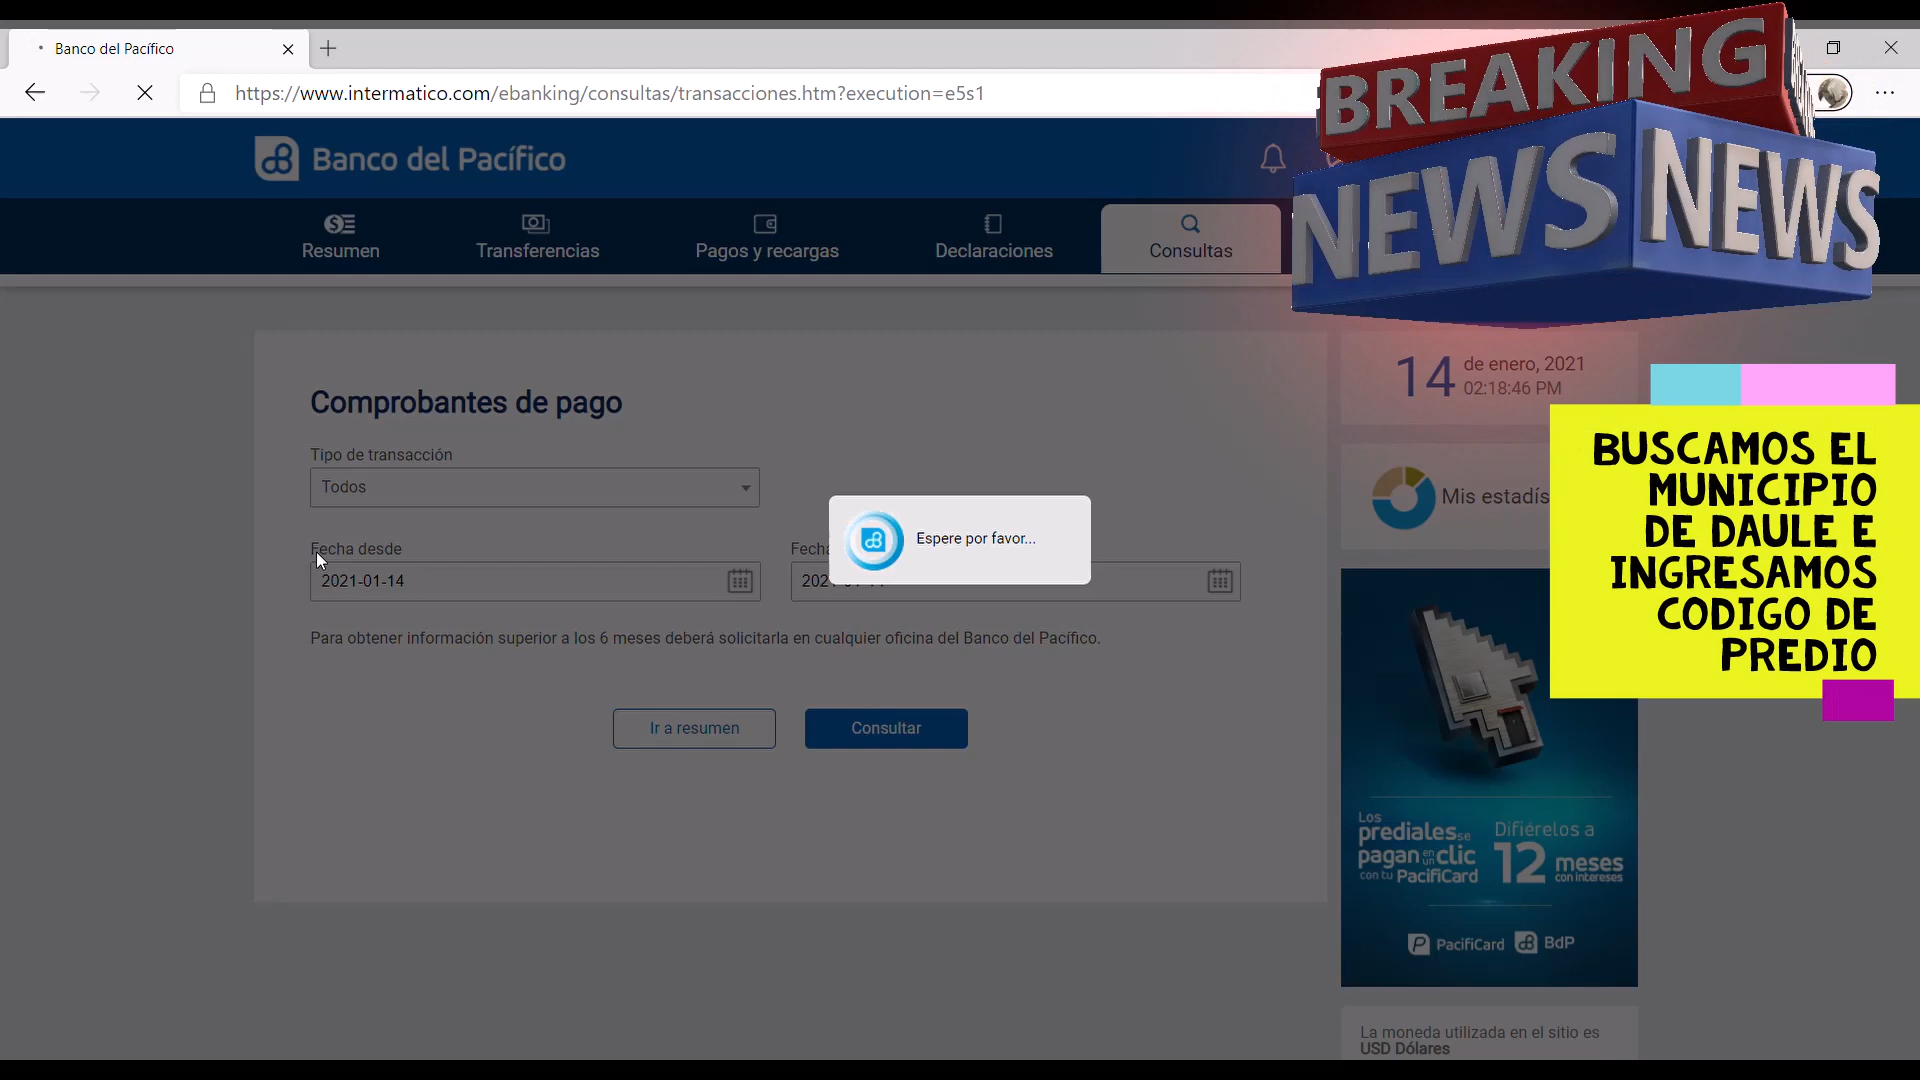 Banco del Pacífico
https://www.intermatico.com/ebanking/consultas/transacciones.htm?execution=e5s1
BREAKING
NEWS NEWS
Banco del Pacífico
Resumen
Transferencias
Pagos y recargas
Declaraciones
Consultas
Comprobantes de pago
Tipo de transacción
Todos
Fecha desde
2021-01-14
Fecha
Para obtener información superior a los 6 meses deberá solicitarla en cualquier oficina del Banco del Pacífico.
Ir a resumen
Consultar
Espere por favor...
14
de enero, 2021
02:18:46 PM
Mis estadís
BUSCAMOS EL
MUNICIPIO
DE DAULE E
INGRESAMOS
CODIGO DE
PREDIO
Los
prediales se
pagan en un clic
con tu PacifiCard
Difiérelos a
12 meses
con intereses
PacifiCard
BdP
La moneda utilizada en el sitio es
USD Dólares